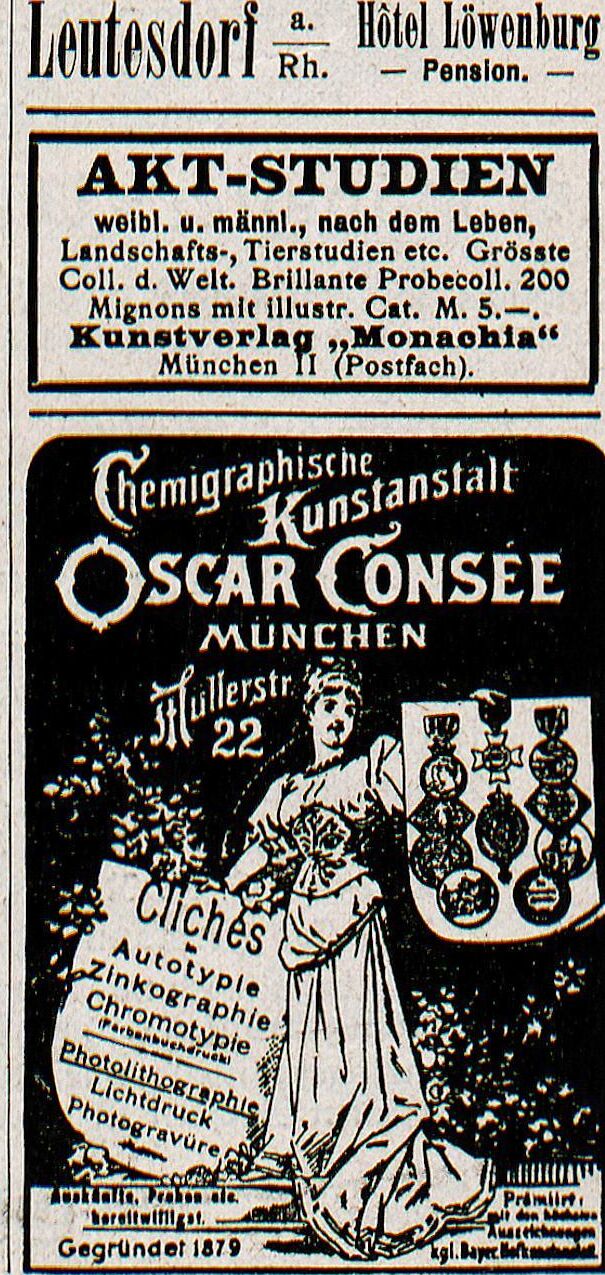 Leutesdorf a. Rh. Hôtel Löwenburg
— Pension. —
AKT-STUDIEN
weibl. u. männl., nach dem Leben,
Landschafts-, Tierstudien etc. Grösste
Coll. d. Welt. Brillante Probecoll. 200
Mignons mit illustr. Cat. M. 5.—.
Kunstverlag „Monachia“
München II (Postfach).
Chemigraphische
Kunstanstalt
OSCAR CONSÉE
MÜNCHEN
Müllerstr.
22
Clichés
in
Autotypie
Zinkographie
Chromotypie
(Farbenbuchdruck)
Photolithographie
Lichtdruck
Photogravüre
Auskünfte, Proben etc.
bereitwilligst.
Gegründet 1879
Prämiirt:
mit den höchsten
Auszeichnungen
kgl. Bayer.